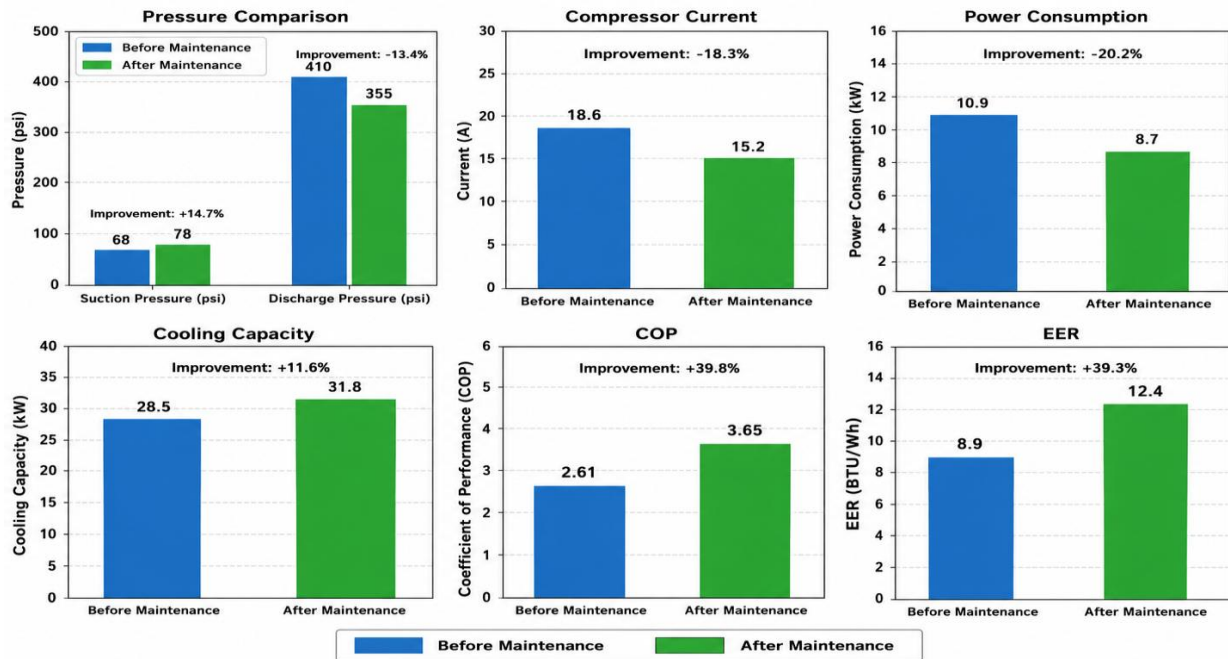 Pressure Comparison
Before Maintenance
After Maintenance
Improvement: –13.4%
410
355
Improvement: +14.7%
68
78
500
400
300
200
100
0
Pressure (psi)
Suction Pressure (psi)
Discharge Pressure (psi)
Compressor Current
Improvement: –18.3%
18.6
15.2
30
25
20
15
10
5
0
Current (A)
Before Maintenance
After Maintenance
Power Consumption
Improvement: –20.2%
10.9
8.7
16
14
12
10
8
6
4
2
0
Power Consumption (kW)
Before Maintenance
After Maintenance
Cooling Capacity
Improvement: +11.6%
28.5
31.8
40
35
30
25
20
15
10
5
0
Cooling Capacity (kW)
Before Maintenance
After Maintenance
COP
Improvement: +39.8%
2.61
3.65
6
5
4
3
2
1
0
Coefficient of Performance (COP)
Before Maintenance
After Maintenance
EER
Improvement: +39.3%
8.9
12.4
16
14
12
10
8
6
4
2
0
EER (BTU/Wh)
Before Maintenance
After Maintenance
Before Maintenance
After Maintenance